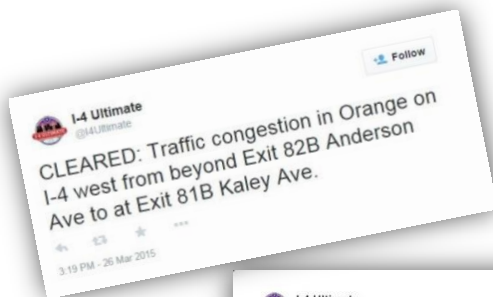 Follow
I-4 Ultimate
@I4Ultimate
CLEARED: Traffic congestion in Orange on
I-4 west from beyond Exit 82B Anderson
Ave to at Exit 81B Kaley Ave.
3:19 PM - 26 Mar 2015